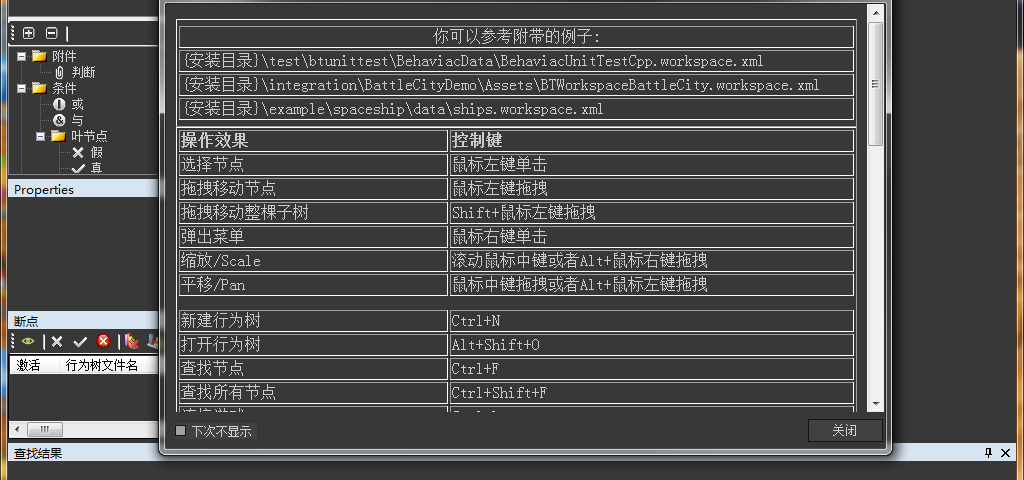 附件
判断
条件
或
与
叶节点
假
真
Properties
断点
激活 行为树文件名
查找结果
你可以参考附带的例子:
{安装目录}\test\btunittest\BehaviacData\BehaviacUnitTestCpp.workspace.xml
{安装目录}\integration\BattleCityDemo\Assets\BTWorkspaceBattleCity.workspace.xml
{安装目录}\example\spaceship\data\ships.workspace.xml
操作效果 控制键
选择节点 鼠标左键单击
拖拽移动节点 鼠标左键拖拽
拖拽移动整棵子树 Shift+鼠标左键拖拽
弹出菜单 鼠标右键单击
缩放/Scale 滚动鼠标中键或者Alt+鼠标右键拖拽
平移/Pan 鼠标中键拖拽或者Alt+鼠标左键拖拽
新建行为树 Ctrl+N
打开行为树 Alt+Shift+O
查找节点 Ctrl+F
查找所有节点 Ctrl+Shift+F
下次不显示
关闭